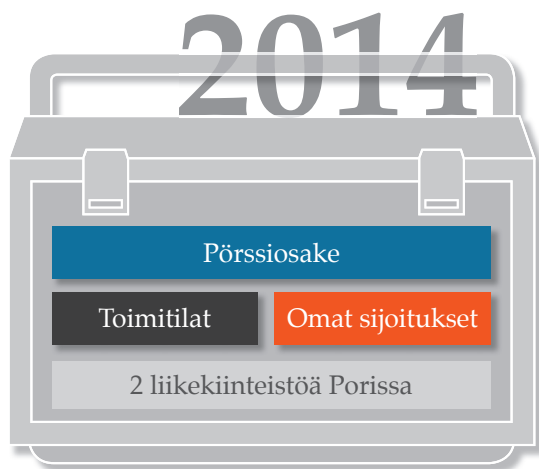 2014
Pörssiosake
Toimitilat
Omat sijoitukset
2 liikekiinteistöä Porissa